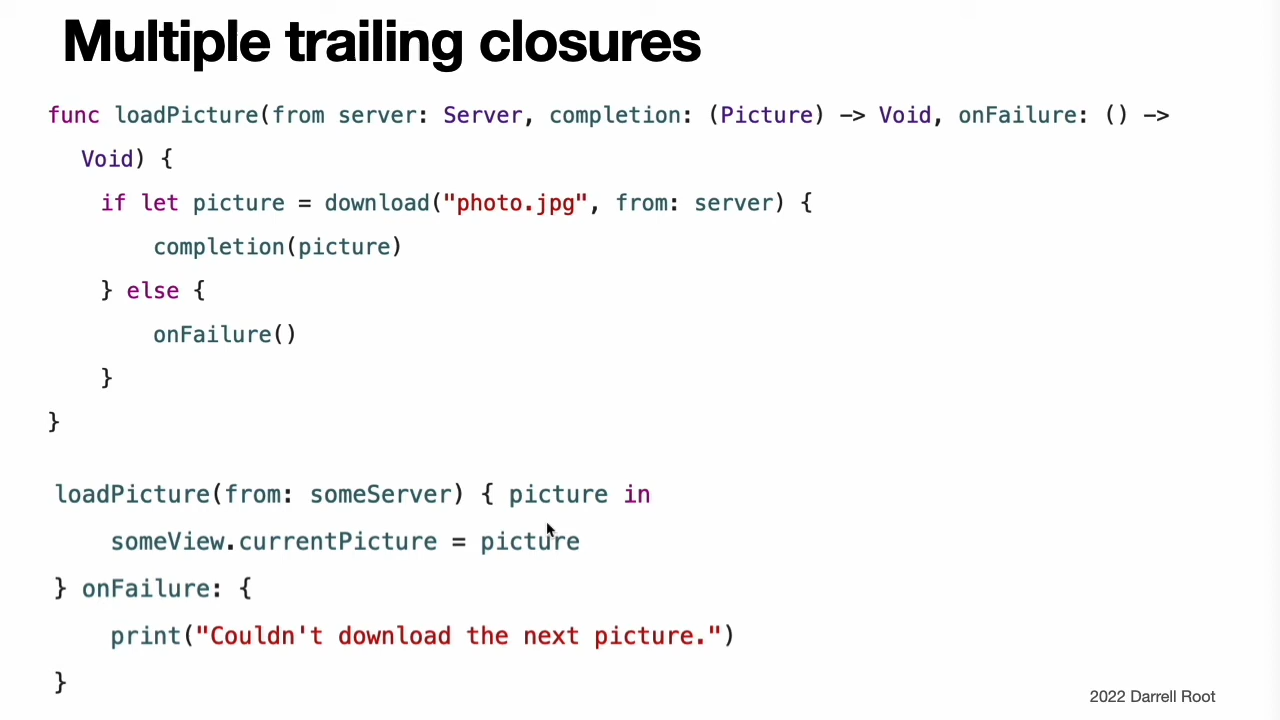 Multiple trailing closures
func loadPicture(from server: Server, completion: (Picture) -> Void, onFailure: () ->
Void) {
if let picture = download("photo.jpg", from: server) {
completion(picture)
} else {
onFailure()
}
}
loadPicture(from: someServer) { picture in
someView.currentPicture = picture
} onFailure: {
print("Couldn't download the next picture.")
}
2022 Darrell Root